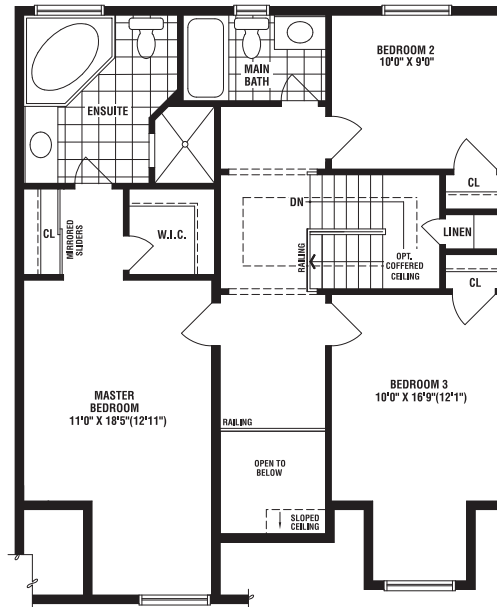 BEDROOM 2
10'0" X 9'0"
MAIN
BATH
ENSUITE
CL
DN
LINEN
CL
MIRRORED
SLIDERS
W.I.C.
RAILING
OPT.
COFFERED
CEILING
CL
MASTER
BEDROOM
11'0" X 18'5"(12'11")
BEDROOM 3
10'0" X 16'9"(12'1")
RAILING
OPEN TO
BELOW
SLOPED
CEILING